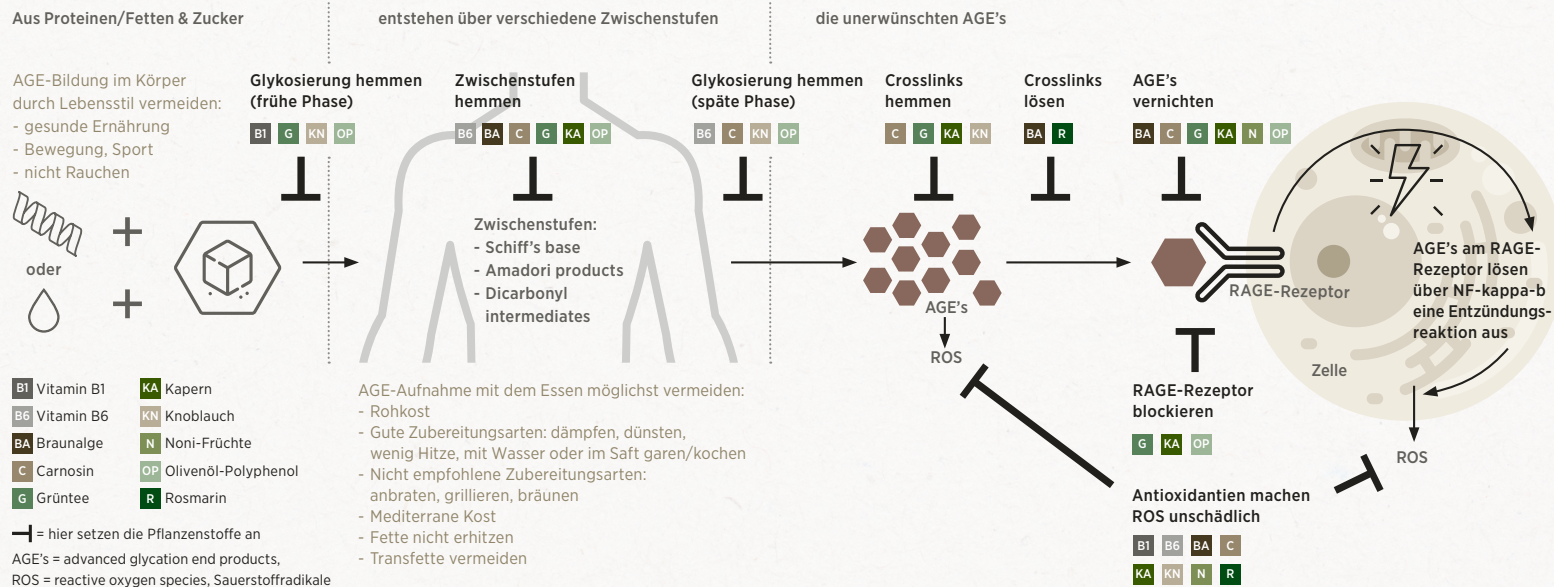 Aus Proteinen/Fetten & Zucker
entstehen über verschiedene Zwischenstufen
die unerwünschten AGE's
AGE-Bildung im Körper
durch Lebensstil vermeiden:
- gesunde Ernährung
- Bewegung, Sport
- nicht Rauchen
oder
Glykosierung hemmen
(frühe Phase)
B1 G KN OP
Zwischenstufen
hemmen
B6 BA C G KA OP
Zwischenstufen:
- Schiff's base
- Amadori products
- Dicarbonyl
intermediates
Glykosierung hemmen
(späte Phase)
B6 C KN OP
Crosslinks
hemmen
C G KA KN
AGE's
ROS
Crosslinks
lösen
BA R
AGE's
vernichten
BA C G KA N OP
RAGE-Rezeptor
AGE's am RAGE-
Rezeptor lösen
über NF-kappa-b
eine Entzündungs-
reaktion aus
Zelle
ROS
RAGE-Rezeptor
blockieren
G KA OP
Antioxidantien machen
ROS unschädlich
B1 B6 BA C
KA KN N R
B1 Vitamin B1
B6 Vitamin B6
BA Braunalge
C Carnosin
G Grüntee
KA Kapern
KN Knoblauch
N Noni-Früchte
OP Olivenöl-Polyphenol
R Rosmarin
= hier setzen die Pflanzenstoffe an
AGE's = advanced glycation end products,
ROS = reactive oxygen species, Sauerstoffradikale
AGE-Aufnahme mit dem Essen möglichst vermeiden:
- Rohkost
- Gute Zubereitungsarten: dämpfen, dünsten,
wenig Hitze, mit Wasser oder im Saft garen/kochen
- Nicht empfohlene Zubereitungsarten:
anbraten, grillieren, bräunen
- Mediterrane Kost
- Fette nicht erhitzen
- Transfette vermeiden